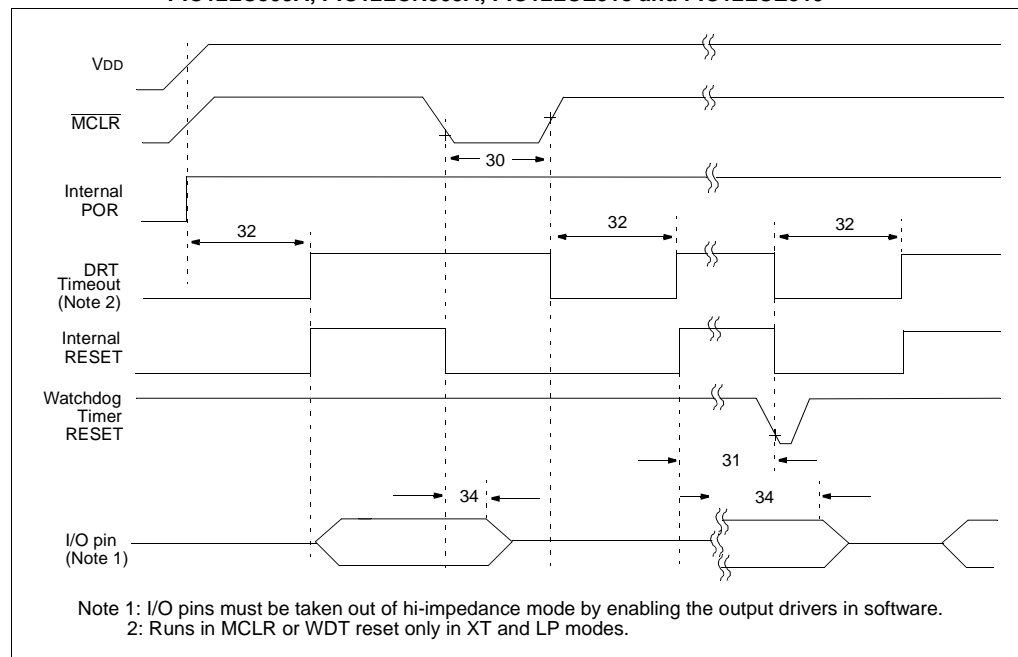 VDD
MCLR
30
Internal
POR
32
32
32
DRT
Timeout
(Note 2)
Internal
RESET
Watchdog
Timer
RESET
31
34
34
I/O pin
(Note 1)
Note 1: I/O pins must be taken out of hi-impedance mode by enabling the output drivers in software.
2: Runs in MCLR or WDT reset only in XT and LP modes.